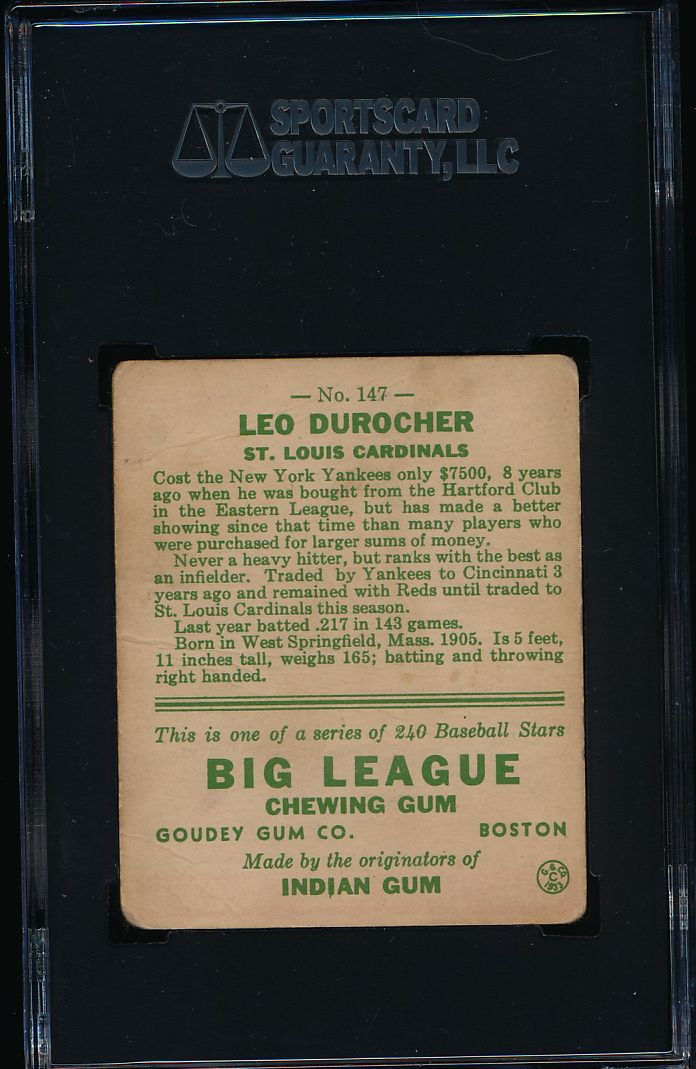 SPORTSCARD
GUARANTY, LLC
— No. 147 —
LEO DUROCHER
ST. LOUIS CARDINALS
Cost the New York Yankees only $7500, 8 years
ago when he was bought from the Hartford Club
in the Eastern League, but has made a better
showing since that time than many players who
were purchased for larger sums of money.
Never a heavy hitter, but ranks with the best as
an infielder. Traded by Yankees to Cincinnati 3
years ago and remained with Reds until traded to
St. Louis Cardinals this season.
Last year batted .217 in 143 games.
Born in West Springfield, Mass. 1905. Is 5 feet,
11 inches tall, weighs 165; batting and throwing
right handed.
This is one of a series of 240 Baseball Stars
BIG LEAGUE
CHEWING GUM
GOUDEY GUM CO. BOSTON
Made by the originators of
INDIAN GUM
G. G. CO.
C
1933